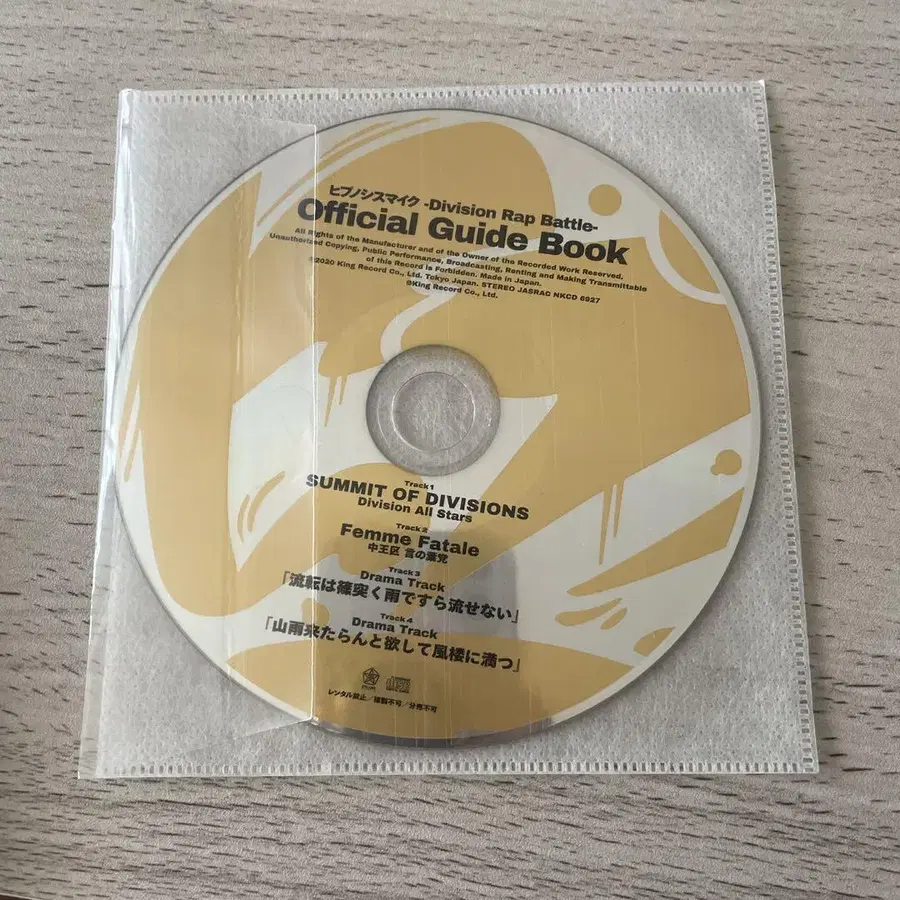 ヒプノシスマイク -Division Rap Battle-
Official Guide Book
All Rights of the Manufacturer and of the Owner of the Recorded Work Reserved.
Unauthorized Copying, Public Performance, Broadcasting, Renting and Making Transmittable
of this Record is Forbidden. Made in Japan.
℗2020 King Record Co., Ltd. Tokyo Japan. STEREO JASRAC NKCD 6927
King Record Co., Ltd.
Track1
SUMMIT OF DIVISIONS
Division All Stars
Track2
Femme Fatale
中王区 言の葉党
Track3
Drama Track
「流転は篠突く雨ですら流せない」
Track4
Drama Track
「山雨来たらんと欲して風楼に満つ」
レンタル禁止／複製不可／分売不可